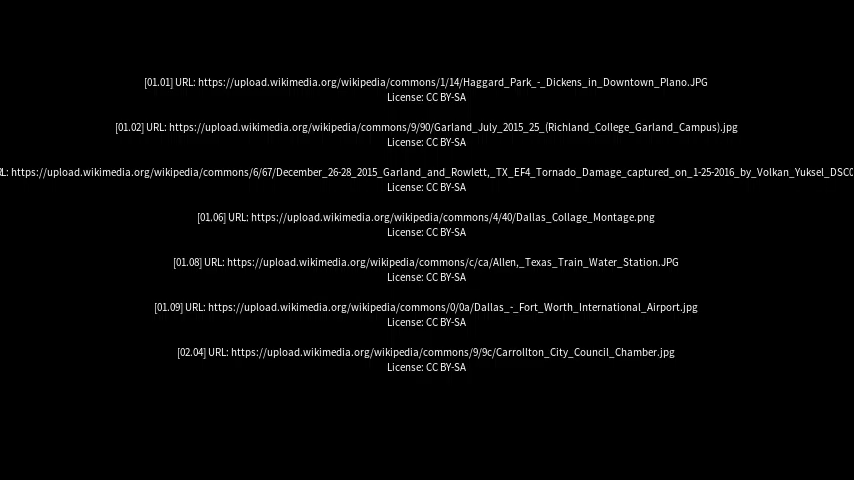 [01.01] URL: https://upload.wikimedia.org/wikipedia/commons/1/14/Haggard_Park_-_Dickens_in_Downtown_Plano.JPG
License: CC BY-SA
[01.02] URL: https://upload.wikimedia.org/wikipedia/commons/9/90/Garland_July_2015_25_(Richland_College_Garland_Campus).jpg
License: CC BY-SA
L: https://upload.wikimedia.org/wikipedia/commons/6/67/December_26-28_2015_Garland_and_Rowlett,_TX_EF4_Tornado_Damage_captured_on_1-25-2016_by_Volkan_Yuksel_DSC0
License: CC BY-SA
[01.06] URL: https://upload.wikimedia.org/wikipedia/commons/4/40/Dallas_Collage_Montage.png
License: CC BY-SA
[01.08] URL: https://upload.wikimedia.org/wikipedia/commons/c/ca/Allen,_Texas_Train_Water_Station.JPG
License: CC BY-SA
[01.09] URL: https://upload.wikimedia.org/wikipedia/commons/0/0a/Dallas_-_Fort_Worth_International_Airport.jpg
License: CC BY-SA
[02.04] URL: https://upload.wikimedia.org/wikipedia/commons/9/9c/Carrollton_City_Council_Chamber.jpg
License: CC BY-SA